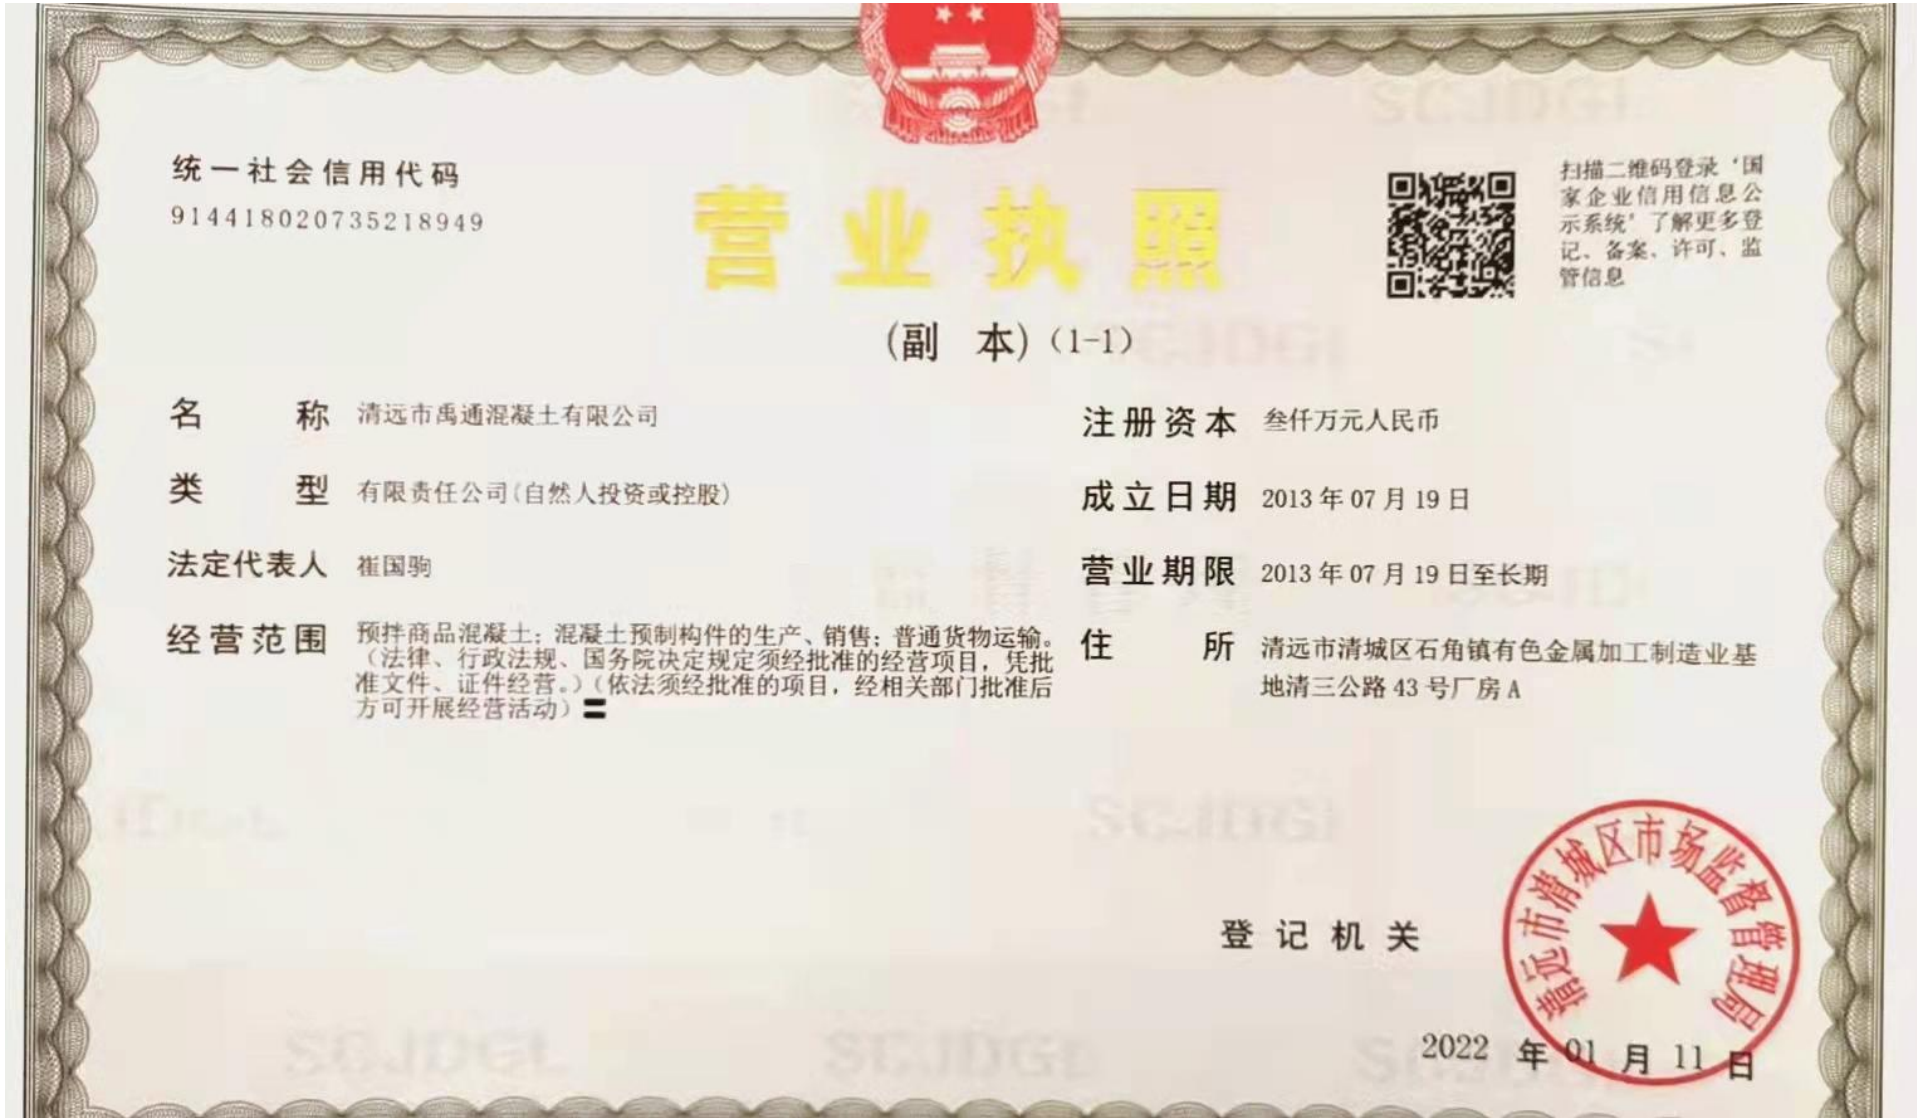 统一社会信用代码
914418020735218949
营业执照
(副 本)(1-1)
扫描二维码登录‘国
家企业信用信息公
示系统’了解更多登
记、备案、许可、监
管信息
名 称 清远市禹通混凝土有限公司
类 型 有限责任公司(自然人投资或控股)
法定代表人 崔国驹
经营范围 预拌商品混凝土;混凝土预制构件的生产、销售;普通货物运输。
(法律、行政法规、国务院决定规定须经批准的经营项目,凭批
准文件、证件经营。)(依法须经批准的项目,经相关部门批准后
方可开展经营活动)
注册资本 叁仟万元人民币
成立日期 2013年07月19日
营业期限 2013年07月19日至长期
住 所 清远市清城区石角镇有色金属加工制造业基
地清三公路43号厂房A
登记机关
清远市清城区市场监督管理局
2022 年 01 月 11 日
SCJDGL
SCJDGL
SCJDGL
SCJDGL
SCJDGL